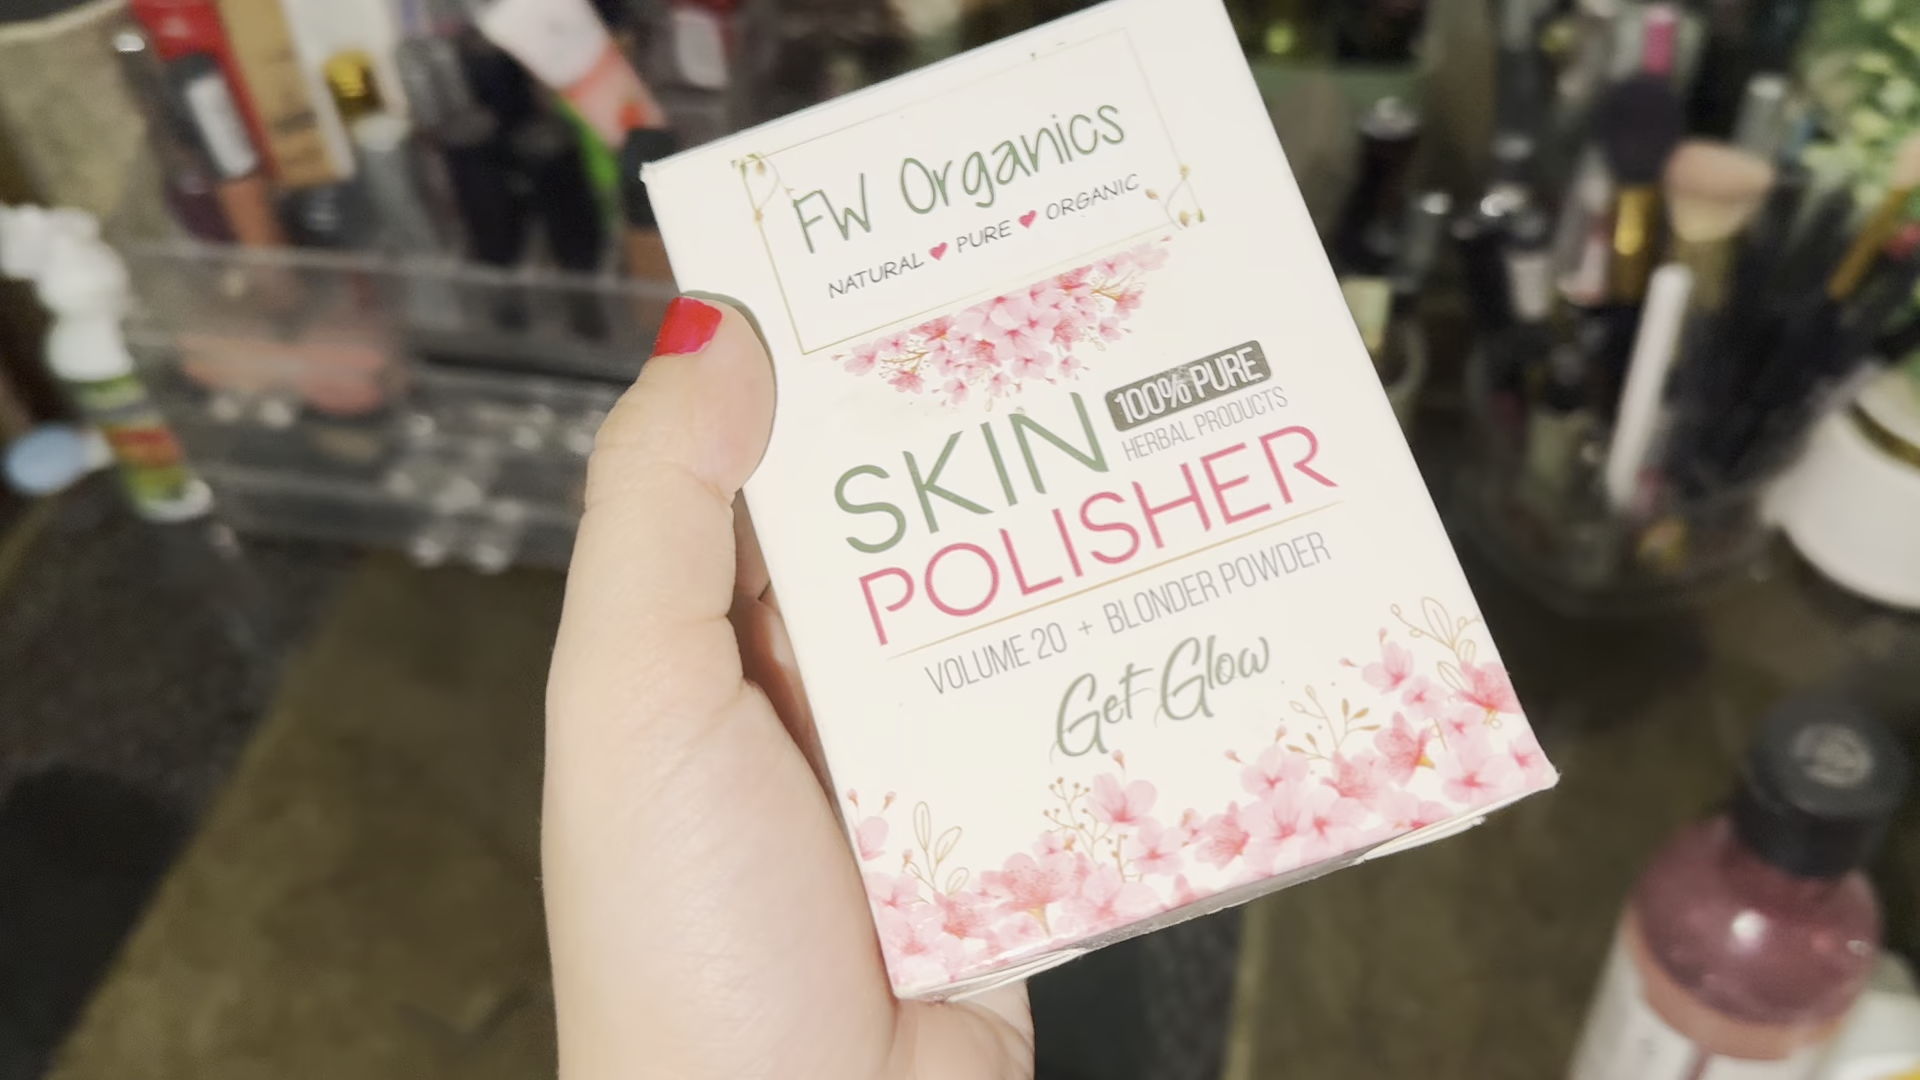 FW Organics
NATURAL ♥ PURE ♥ ORGANIC
100% PURE
HERBAL PRODUCTS
SKIN
POLISHER
VOLUME 20 + BLONDER POWDER
Get Glow